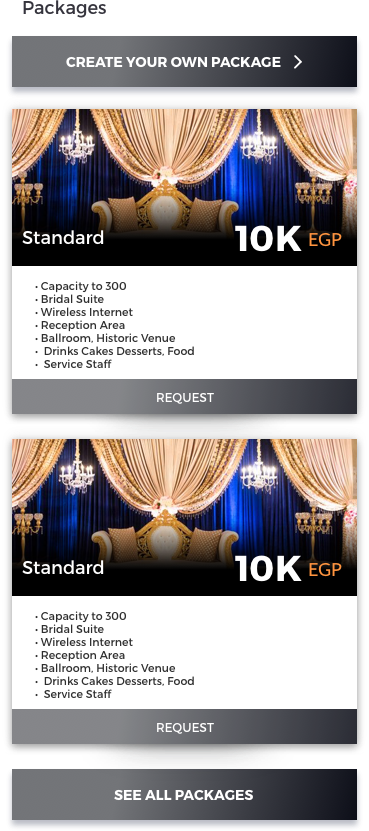 Packages
CREATE YOUR OWN PACKAGE
Standard 10K EGP
• Capacity to 300
• Bridal Suite
• Wireless Internet
• Reception Area
• Ballroom, Historic Venue
• Drinks Cakes Desserts, Food
• Service Staff
REQUEST
Standard 10K EGP
• Capacity to 300
• Bridal Suite
• Wireless Internet
• Reception Area
• Ballroom, Historic Venue
• Drinks Cakes Desserts, Food
• Service Staff
REQUEST
SEE ALL PACKAGES